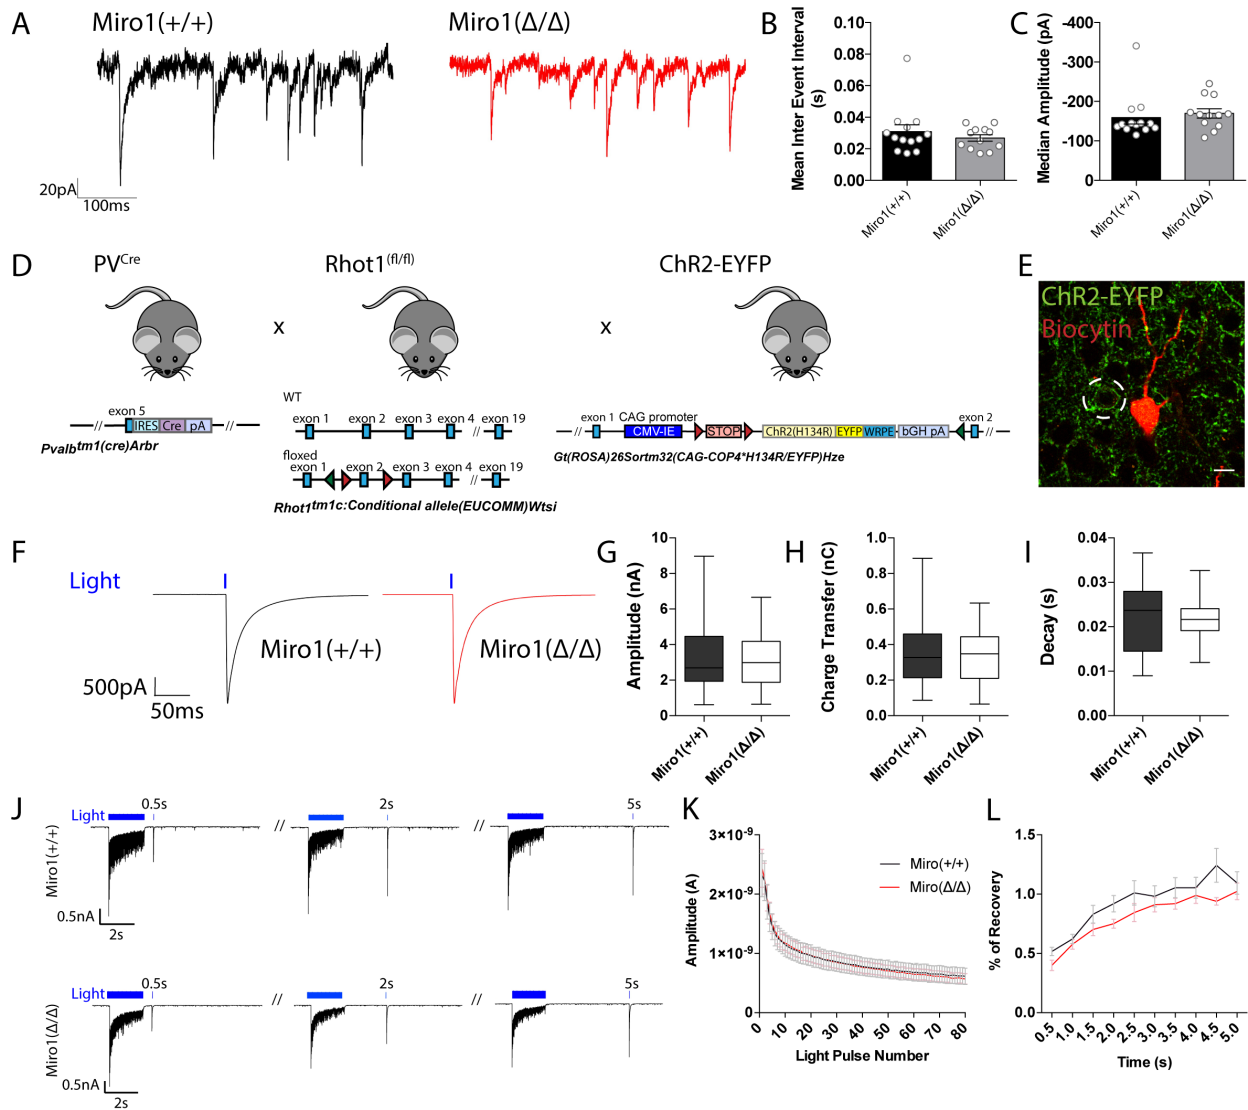 A
Miro1(+/+)
Miro1(Δ/Δ)
20pA
100ms
B
Mean Inter Event Interval
(s)
0.10
0.08
0.06
0.04
0.02
0.00
Miro1(+/+)
Miro1(Δ/Δ)
C
Median Amplitude (pA)
-400
-300
-200
-100
0
Miro1(+/+)
Miro1(Δ/Δ)
D
PVCre
x
Rhot1(fl/fl)
x
ChR2-EYFP
exon 5
// IRES Cre pA //
Pvalbtm1(cre)Arbr
WT
exon 1 exon 2 exon 3 exon 4 exon 19
//
floxed
exon 1 exon 2 exon 3 exon 4 exon 19
//
Rhot1tm1c:Conditional allele(EUCOMM)Wtsi
exon 1 CAG promoter exon 2
// CMV-IE STOP ChR2(H134R) EYFP WRPE bGH pA //
Gt(ROSA)26Sortm32(CAG-COP4*H134R/EYFP)Hze
E
ChR2-EYFP
Biocytin
F
Light
Miro1(+/+)
Miro1(Δ/Δ)
500pA
50ms
G
Amplitude (nA)
10
8
6
4
2
0
Miro1(+/+)
Miro1(Δ/Δ)
H
Charge Transfer (nC)
1.0
0.8
0.6
0.4
0.2
0.0
Miro1(+/+)
Miro1(Δ/Δ)
I
Decay (s)
0.04
0.03
0.02
0.01
0.00
Miro1(+/+)
Miro1(Δ/Δ)
J
Miro1(+/+)
Light
0.5s
//
2s
//
5s
0.5nA
2s
Miro1(Δ/Δ)
Light
0.5s
//
2s
//
5s
0.5nA
2s
K
Amplitude (A)
3×10-9
2×10-9
1×10-9
0
0 10 20 30 40 50 60 70 80
Light Pulse Number
Miro(+/+)
Miro(Δ/Δ)
L
% of Recovery
1.5
1.0
0.5
0.0
0.5 1.0 1.5 2.0 2.5 3.0 3.5 4.0 4.5 5.0
Time (s)